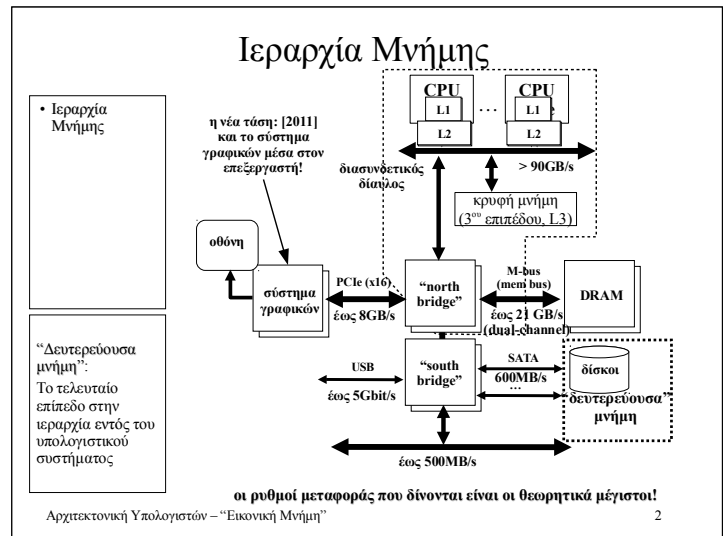 Ιεραρχία Μνήμης
• Ιεραρχία
Μνήμης
“Δευτερεύουσα
μνήμη”:
Το τελευταίο
επίπεδο στην
ιεραρχία εντός του
υπολογιστικού
συστήματος
η νέα τάση: [2011]
και το σύστημα
γραφικών μέσα στον
επεξεργαστή!
CPU
L1
L2
…
CPU
L1
L2
διασυνδετικός
δίαυλος
> 90GB/s
κρυφή μνήμη
(3ου επιπέδου, L3)
οθόνη
σύστημα
γραφικών
PCIe (x16)
έως 8GB/s
“north
bridge”
M-bus
(mem bus)
έως 21 GB/s
(dual-channel)
DRAM
USB
έως 5Gbit/s
“south
bridge”
SATA
600MB/s
…
δίσκοι
“δευτερεύουσα”
μνήμη
έως 500MB/s
οι ρυθμοί μεταφοράς που δίνονται είναι οι θεωρητικά μέγιστοι!
Αρχιτεκτονική Υπολογιστών – “Εικονική Μνήμη”
2